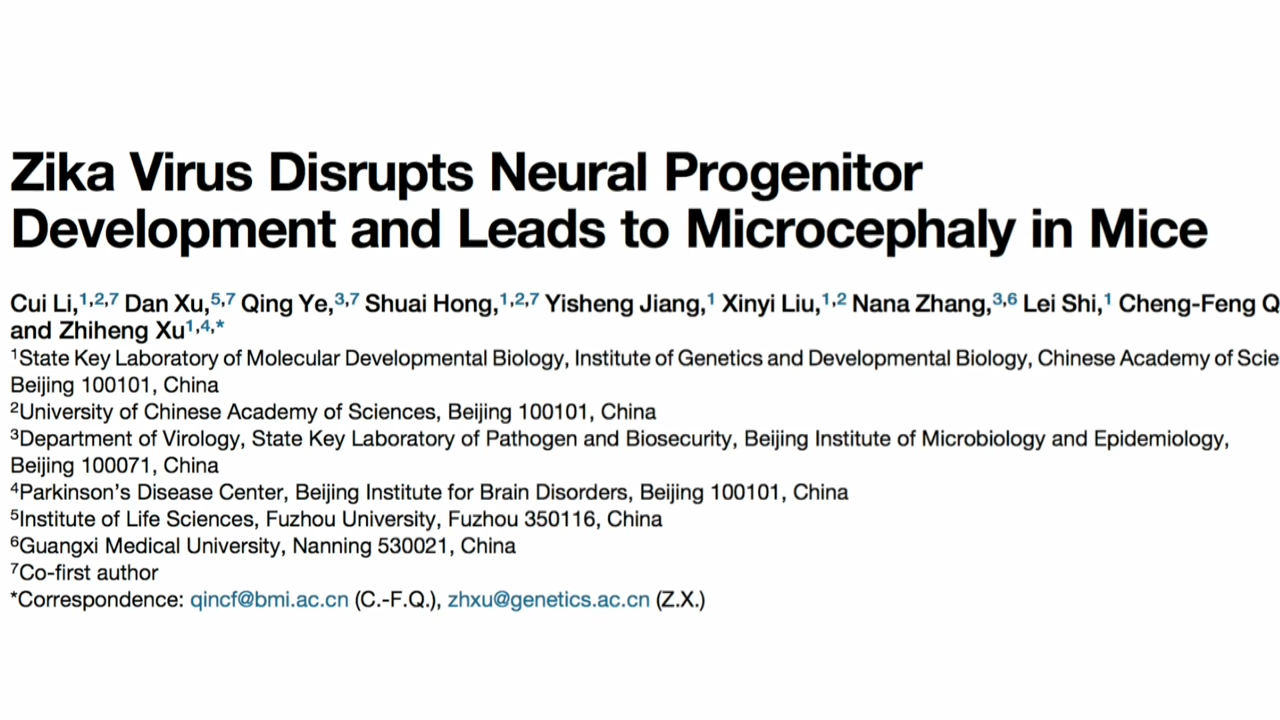 Zika Virus Disrupts Neural Progenitor
Development and Leads to Microcephaly in Mice
Cui Li,1,2,7 Dan Xu,5,7 Qing Ye,3,7 Shuai Hong,1,2,7 Yisheng Jiang,1 Xinyi Liu,1,2 Nana Zhang,3,6 Lei Shi,1 Cheng-Feng Q
and Zhiheng Xu1,4,*
1State Key Laboratory of Molecular Developmental Biology, Institute of Genetics and Developmental Biology, Chinese Academy of Scie
Beijing 100101, China
2University of Chinese Academy of Sciences, Beijing 100101, China
3Department of Virology, State Key Laboratory of Pathogen and Biosecurity, Beijing Institute of Microbiology and Epidemiology,
Beijing 100071, China
4Parkinson's Disease Center, Beijing Institute for Brain Disorders, Beijing 100101, China
5Institute of Life Sciences, Fuzhou University, Fuzhou 350116, China
6Guangxi Medical University, Nanning 530021, China
7Co-first author
*Correspondence: qincf@bmi.ac.cn (C.-F.Q.), zhxu@genetics.ac.cn (Z.X.)